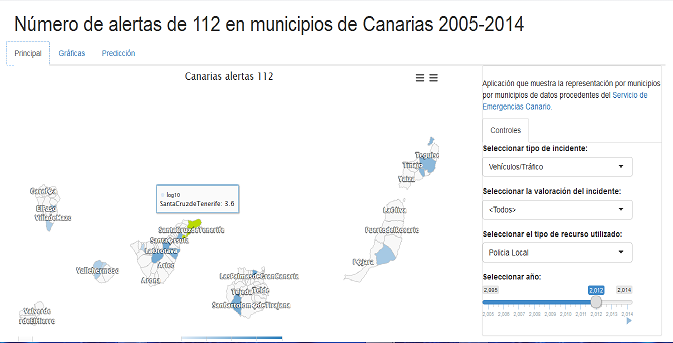 Número de alertas de 112 en municipios de Canarias 2005-2014
Principal
Gráficas
Predicción
Canarias alertas 112
Aplicación que muestra la representación por municipios
por municipios de datos procedentes del Servicio de
Emergencias Canario.
Controles
Seleccionar tipo de incidente:
Vehículos/Tráfico
Seleccionar la valoración del incidente:
<Todos>
Seleccionar el tipo de recurso utilizado:
Policia Local
Seleccionar año:
2,005
2,012
2,014
2,005 2,006 2,007 2,008 2,009 2,010 2,011 2,012 2,013 2,014
log10
SantaCruzdeTenerife: 3.6
Teguise
Tinajo
Yaiza
LaOliva
PuertodelRosario
Pájara
Garafía
ElPaso
VilladeMazo
SantaCruzdeTenerife
SantaÚrsula
LaOrotava
Arico
Arona
Vallehermoso
LasPalmasdeGranCanaria
Tejeda
Telde
SanBartolomédeTirajana
Valverde